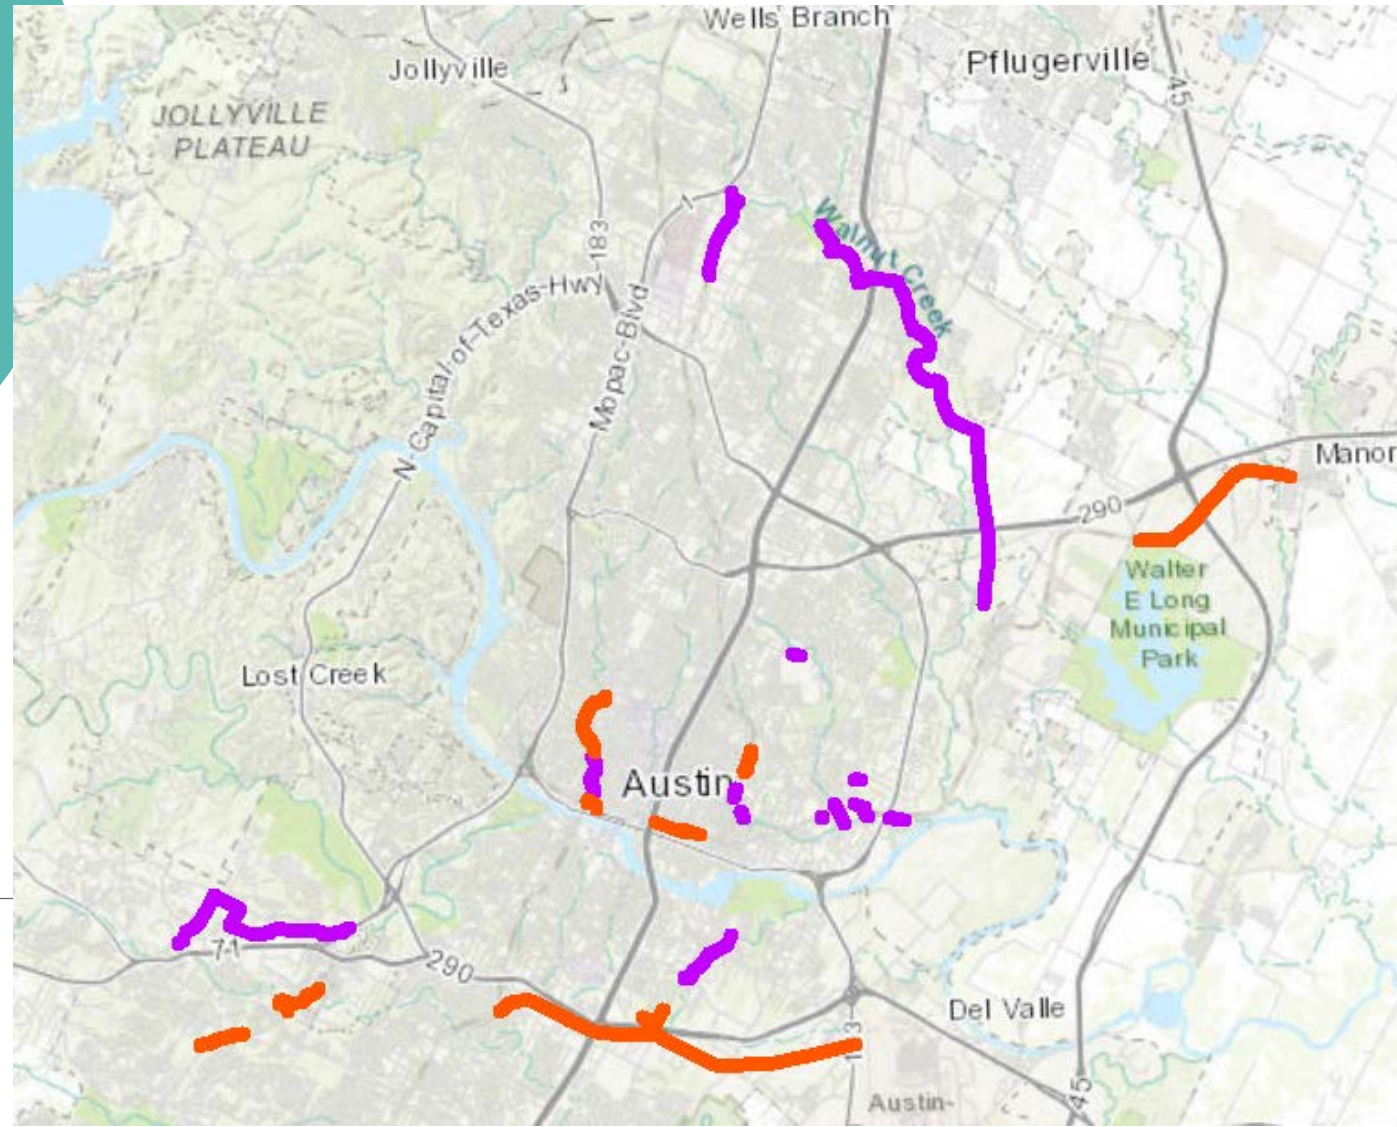 Wells Branch
Jollyville
Pflugerville
45
JOLLYVILLE
PLATEAU
1
Walnut Creek
183
N-Capital-of-Texas-Hwy
Mopac-Blvd
Manor
290
Walter
E Long
Municipal
Park
Lost Creek
Austin
71
290
Del Valle
45
Austin-